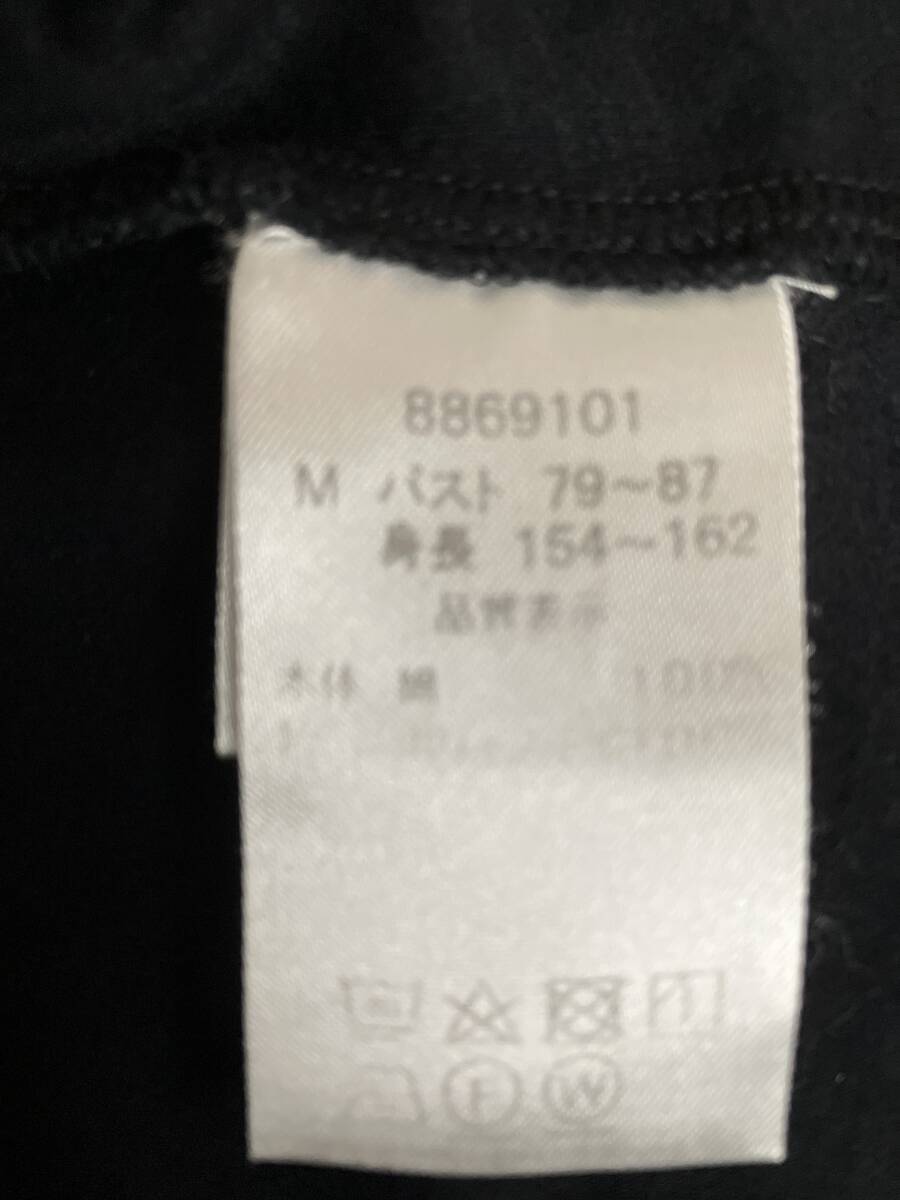 8869101
M バスト 79～87
身長 154～162
品質表示
本体 綿 100%
F W